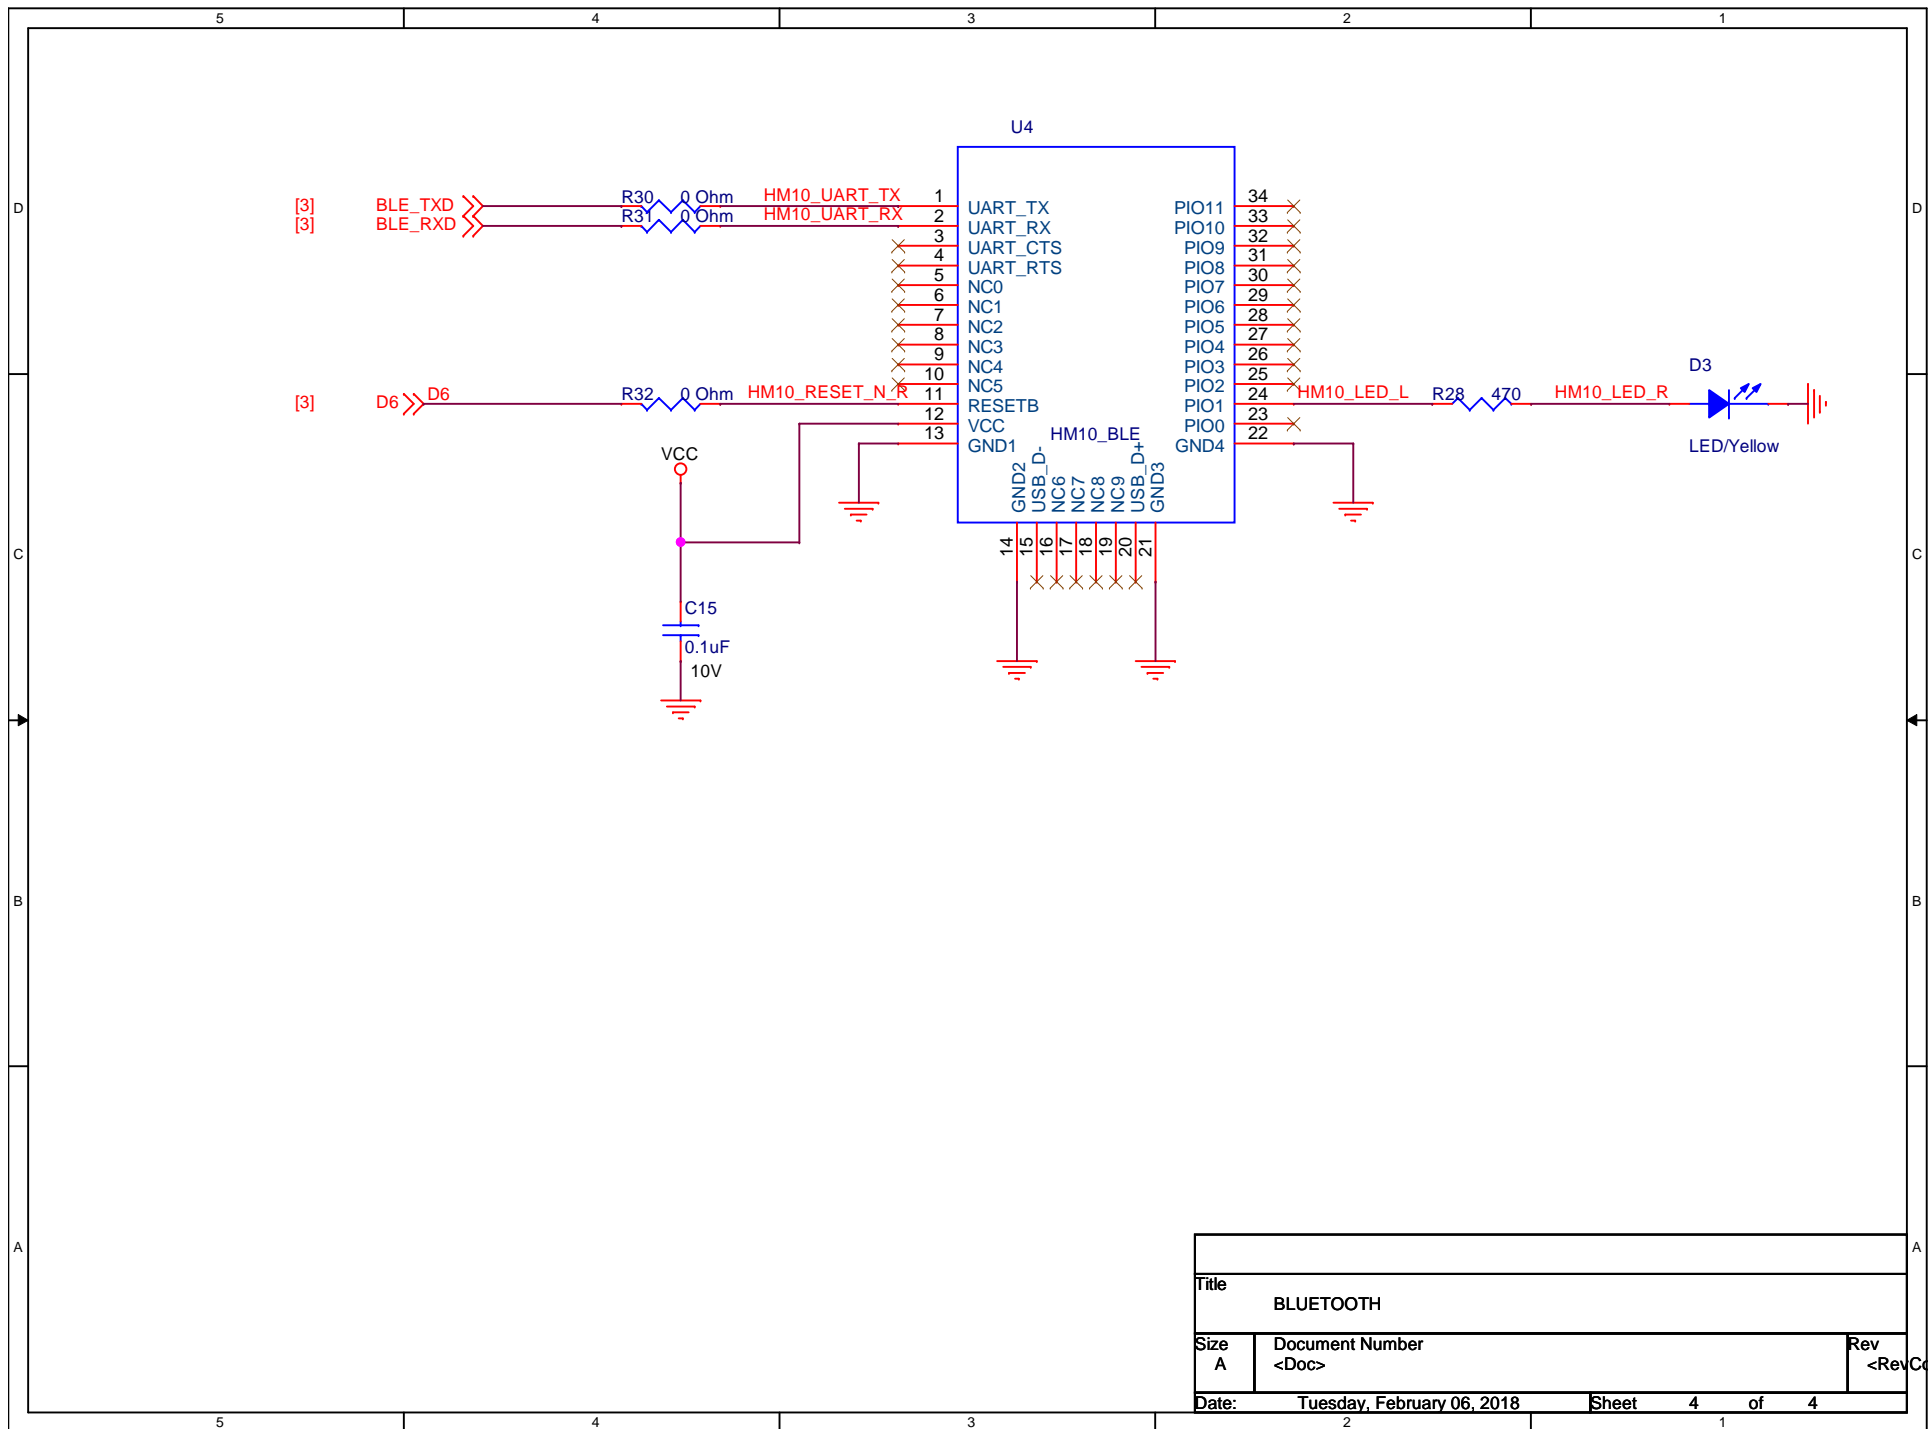 5 4 3 2 1
U4
[3] BLE_TXD R30 0 Ohm HM10_UART_TX 1 UART_TX PIO11 34
D D
[3] BLE_RXD R31 0 Ohm HM10_UART_RX 2 UART_RX PIO10 33
3 UART_CTS PIO9 32
4 UART_RTS PIO8 31
5 NC0 PIO7 30
6 NC1 PIO6 29
7 NC2 PIO5 28
8 NC3 PIO4 27
9 NC4 PIO3 26
10 NC5 PIO2 25
[3] D6 D6 R32 0 Ohm HM10_RESET_N_R 11 RESETB PIO1 24 HM10_LED_L R28 470 HM10_LED_R D3
12 VCC PIO0 23
13 GND1 HM10_BLE GND4 22 LED/Yellow
VCC
GND2 USB_D- NC6 NC7 NC8 NC9 USB_D+ GND3
14 15 16 17 18 19 20 21
C C
C15
0.1uF
10V
B B
A A
Title
BLUETOOTH
Size Document Number Rev
A <Doc> <RevCo
Date: Tuesday, February 06, 2018 Sheet 4 of 4
5 4 3 2 1